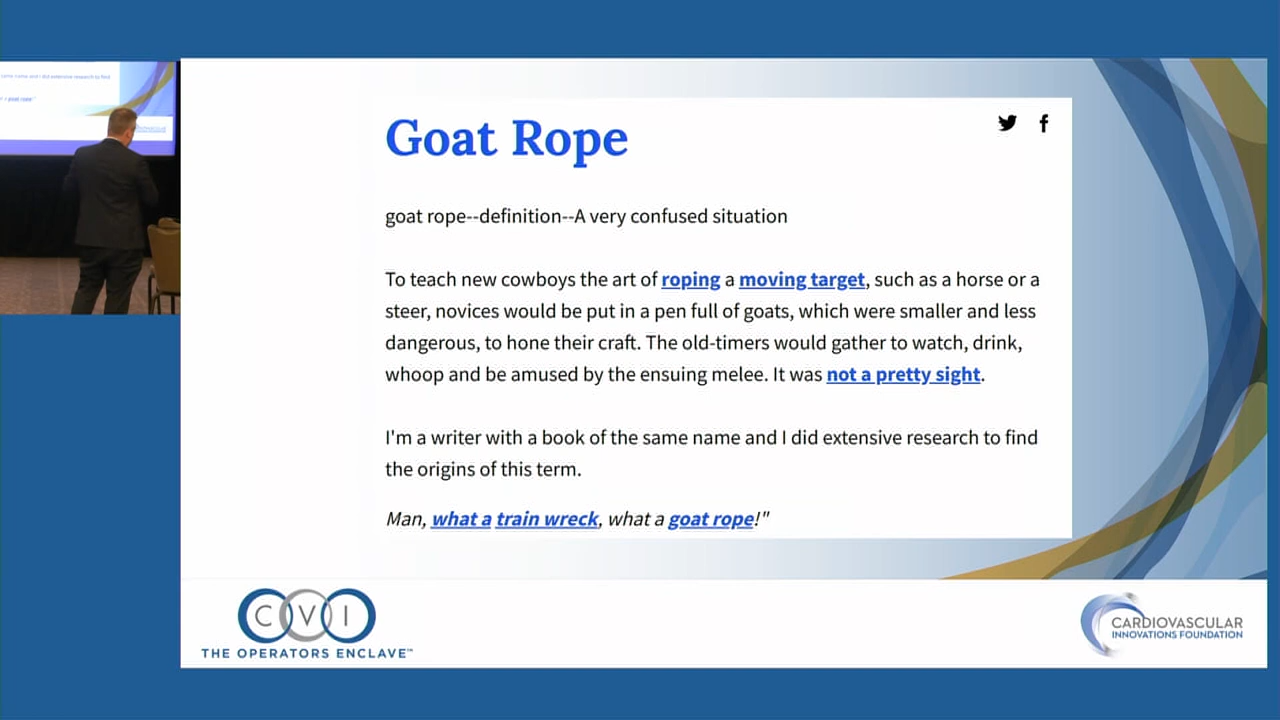 Goat Rope
goat rope--definition--A very confused situation
To teach new cowboys the art of roping a moving target, such as a horse or a
steer, novices would be put in a pen full of goats, which were smaller and less
dangerous, to hone their craft. The old-timers would gather to watch, drink,
whoop and be amused by the ensuing melee. It was not a pretty sight.
I'm a writer with a book of the same name and I did extensive research to find
the origins of this term.
Man, what a train wreck, what a goat rope!"
CVI
THE OPERATORS ENCLAVE™
CARDIOVASCULAR
INNOVATIONS FOUNDATION